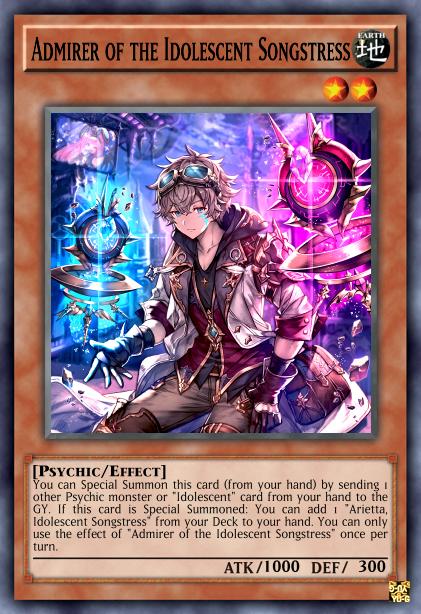 Admirer of the Idolescent Songstress
EARTH
地
[Psychic/Effect]
You can Special Summon this card (from your hand) by sending 1
other Psychic monster or "Idolescent" card from your hand to the
GY. If this card is Special Summoned: You can add 1 "Arietta,
Idolescent Songstress" from your Deck to your hand. You can only
use the effect of "Admirer of the Idolescent Songstress" once per
turn.
ATK/1000 DEF/ 300